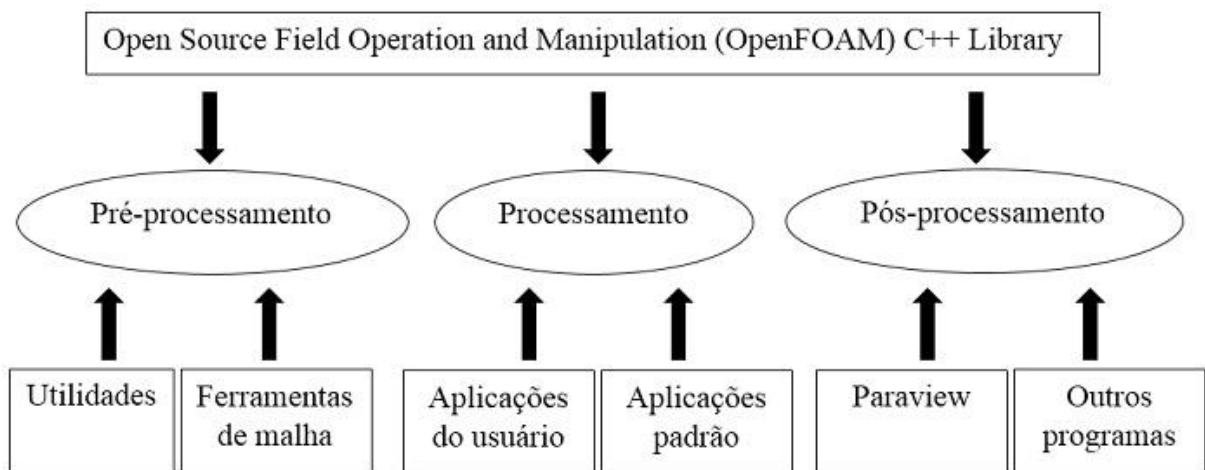 Open Source Field Operation and Manipulation (OpenFOAM) C++ Library
Pré-processamento
Processamento
Pós-processamento
Utilidades
Ferramentas
de malha
Aplicações
do usuário
Aplicações
padrão
Paraview
Outros
programas